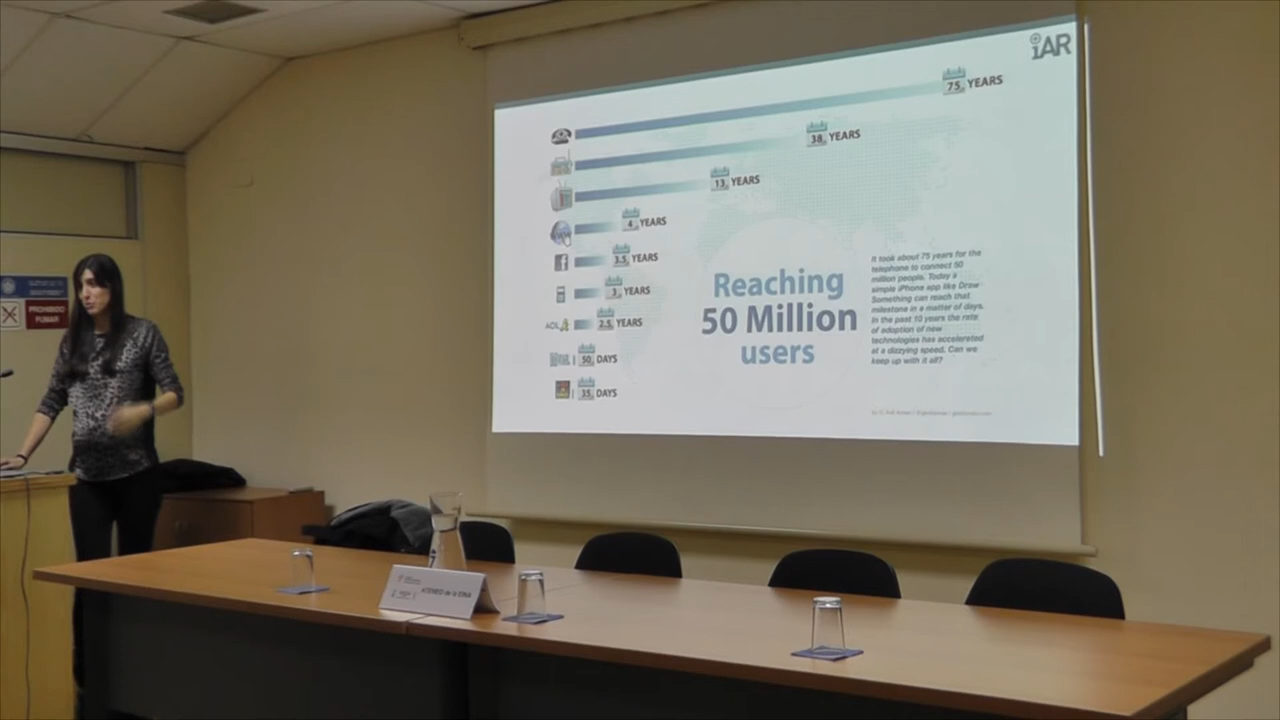 iAR
75 YEARS
38 YEARS
13 YEARS
4 YEARS
f 3.5 YEARS
3 YEARS
AOL 2.5 YEARS
50 DAYS
35 DAYS
Reaching
50 Million
users
It took about 75 years for the
telephone to connect 50
million people. Today a
simple iPhone app like Draw
Something can reach that
milestone in a matter of days.
In the past 10 years the rate
of adoption of new
technologies has accelerated
at a dizzying speed. Can we
keep up with it all?
PROHIBIDO
FUMAR
ATENEO de la EINA